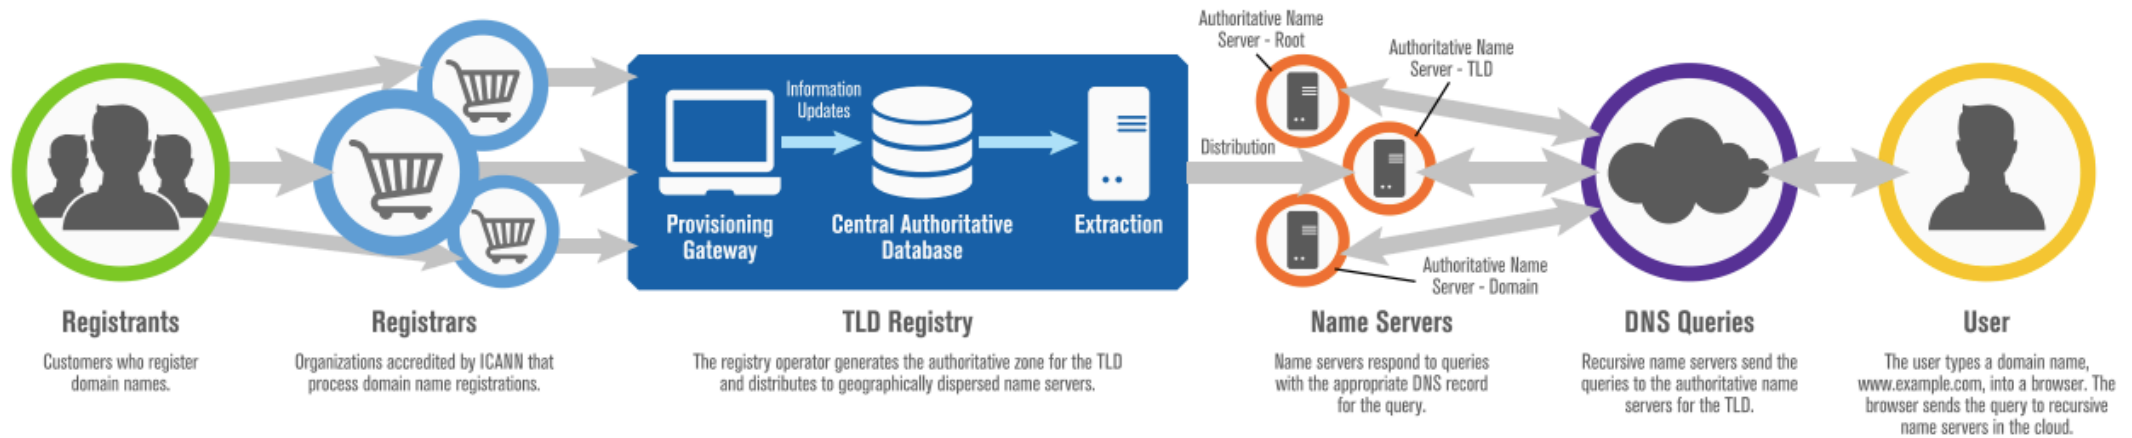 Authoritative Name
Server - Root
Authoritative Name
Server - TLD
Information
Updates
Distribution
Provisioning
Gateway
Central Authoritative
Database
Extraction
Authoritative Name
Server - Domain
Registrants
Customers who register
domain names.
Registrars
Organizations accredited by ICANN that
process domain name registrations.
TLD Registry
The registry operator generates the authoritative zone for the TLD
and distributes to geographically dispersed name servers.
Name Servers
Name servers respond to queries
with the appropriate DNS record
for the query.
DNS Queries
Recursive name servers send the
queries to the authoritative name
servers for the TLD.
User
The user types a domain name,
www.example.com, into a browser. The
browser sends the query to recursive
name servers in the cloud.